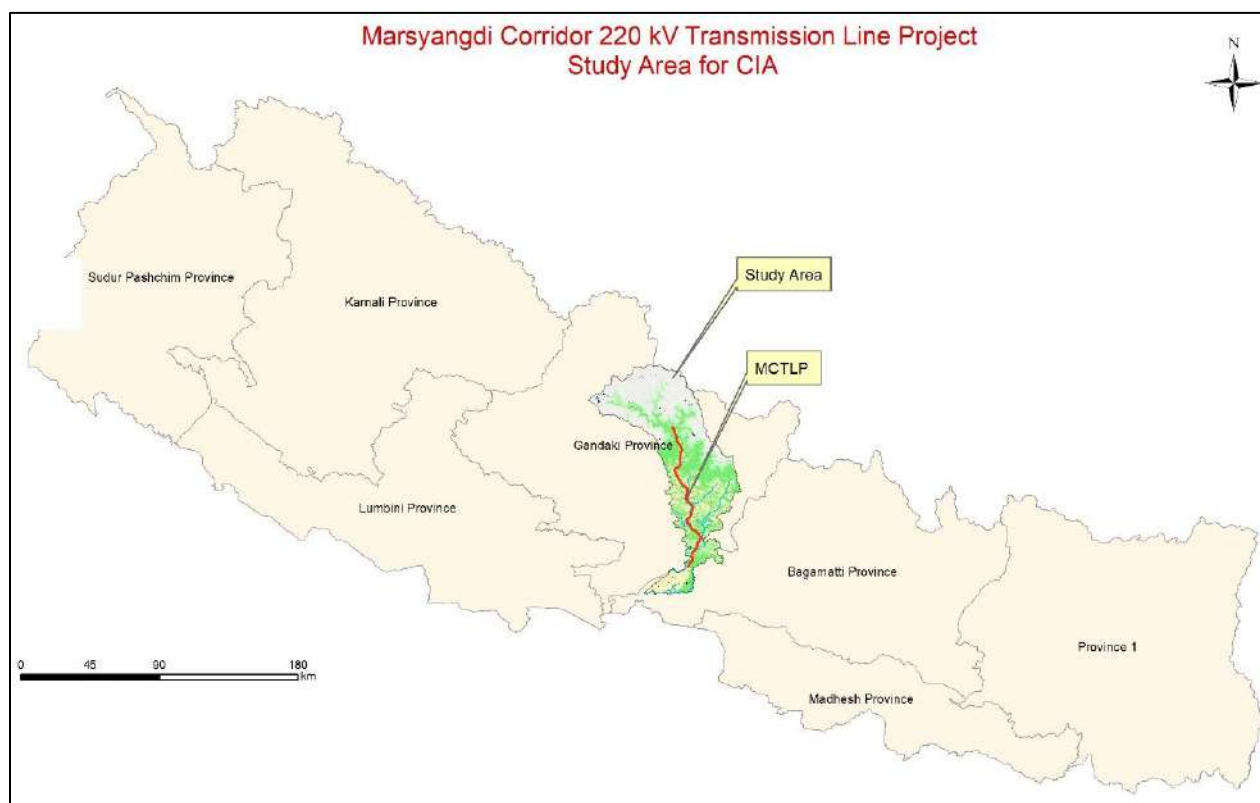 Marsyangdi Corridor 220 kV Transmission Line Project
Study Area for CIA
N
Study Area
Sudur Pashchim Province
Karnali Province
MCTLP
Gandaki Province
Lumbini Province
Bagamatti Province
Province 1
0 45 90 180
km
Madhesh Province